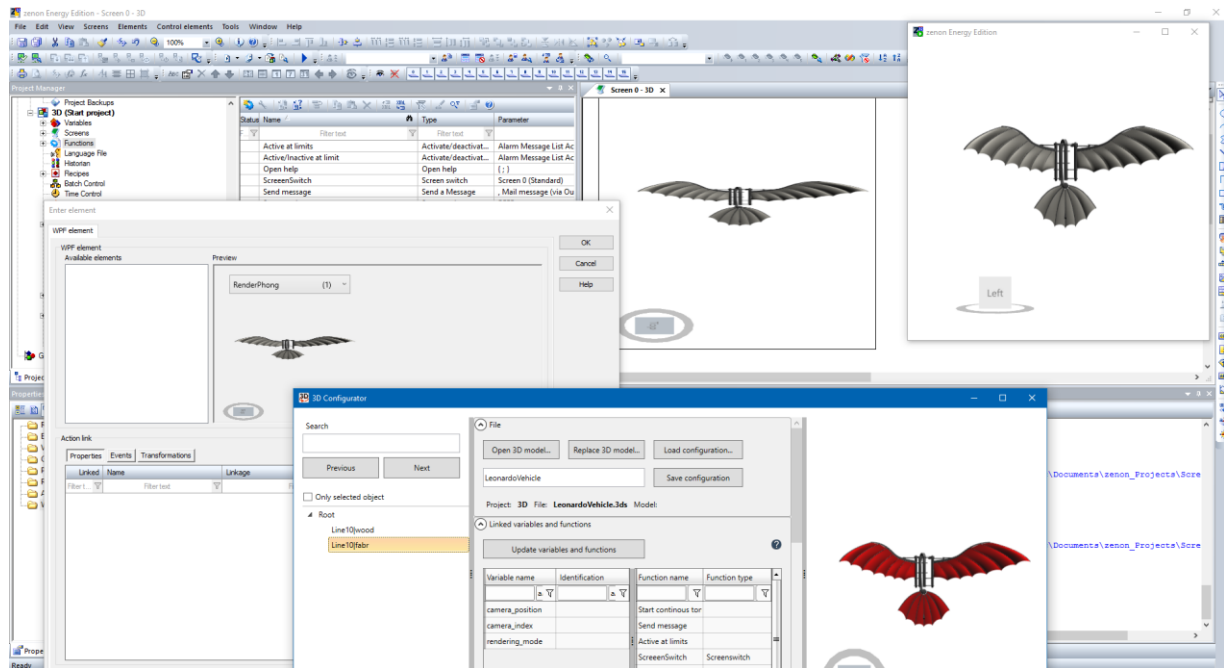 zenon Energy Edition - Screen 0 - 3D
File Edit View Screens Elements Control elements Tools Window Help
100%
Project Manager
Project Backups
3D (Start project)
Variables
Screens
Functions
Language File
Historian
Recipes
Batch Control
Time Control
Status Name Type Parameter
Filter text Filter text
Active at limits Activate/deactivat... Alarm Message List Ac
Active/Inactive at limit Activate/deactivat... Alarm Message List Ac
Open help Open help { ; }
ScreeenSwitch Screen switch Screen 0 (Standard)
Send message Send a Message , Mail message (via Ou
Screen 0 - 3D
zenon Energy Edition
Left
Enter element
WPF element
WPF element
Available elements
Preview
RenderPhong (1)
OK
Cancel
Help
Action link
Properties Events Transformations
Linked Name Linkage
Filter t... Filter text
3D Configurator
Search
Previous Next
Only selected object
Root
Line10|wood
Line10|fabr
File
Open 3D model... Replace 3D model... Load configuration...
LeonardoVehicle Save configuration
Project: 3D File: LeonardoVehicle.3ds Model:
Linked variables and functions
Update variables and functions
Variable name Identification Function name Function type
camera_position Start continous tor
camera_index Send message
rendering_mode Active at limits
ScreeenSwitch Screenswitch
\Documents\zenon_Projects\Scre
\Documents\zenon_Projects\Scre
Ready